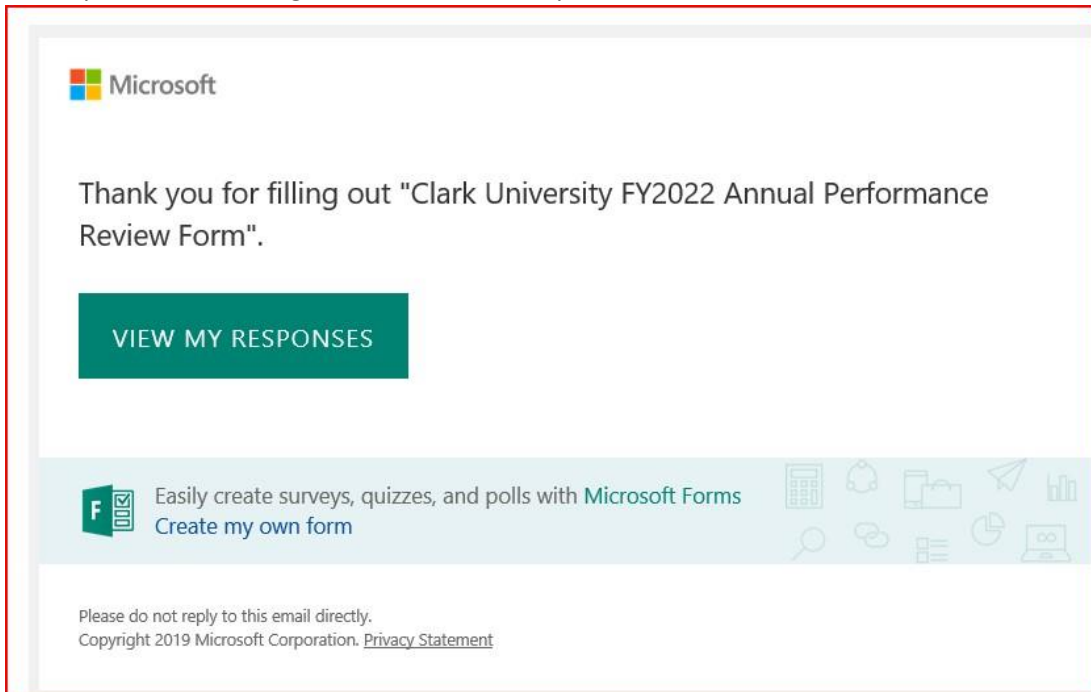 Microsoft
Thank you for filling out "Clark University FY2022 Annual Performance
Review Form".
VIEW MY RESPONSES
F
Easily create surveys, quizzes, and polls with Microsoft Forms
Create my own form
Please do not reply to this email directly.
Copyright 2019 Microsoft Corporation. Privacy Statement